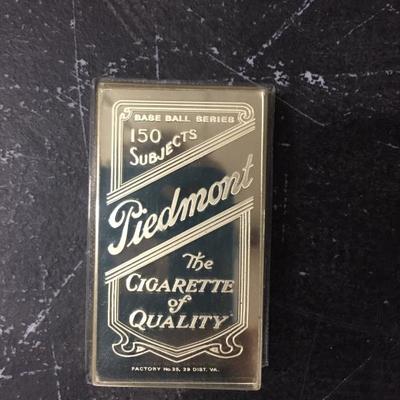 BASE BALL SERIES
150
SUBJECTS
Piedmont
The
CIGARETTE
of
QUALITY
FACTORY No 25, 2D DIST. VA.